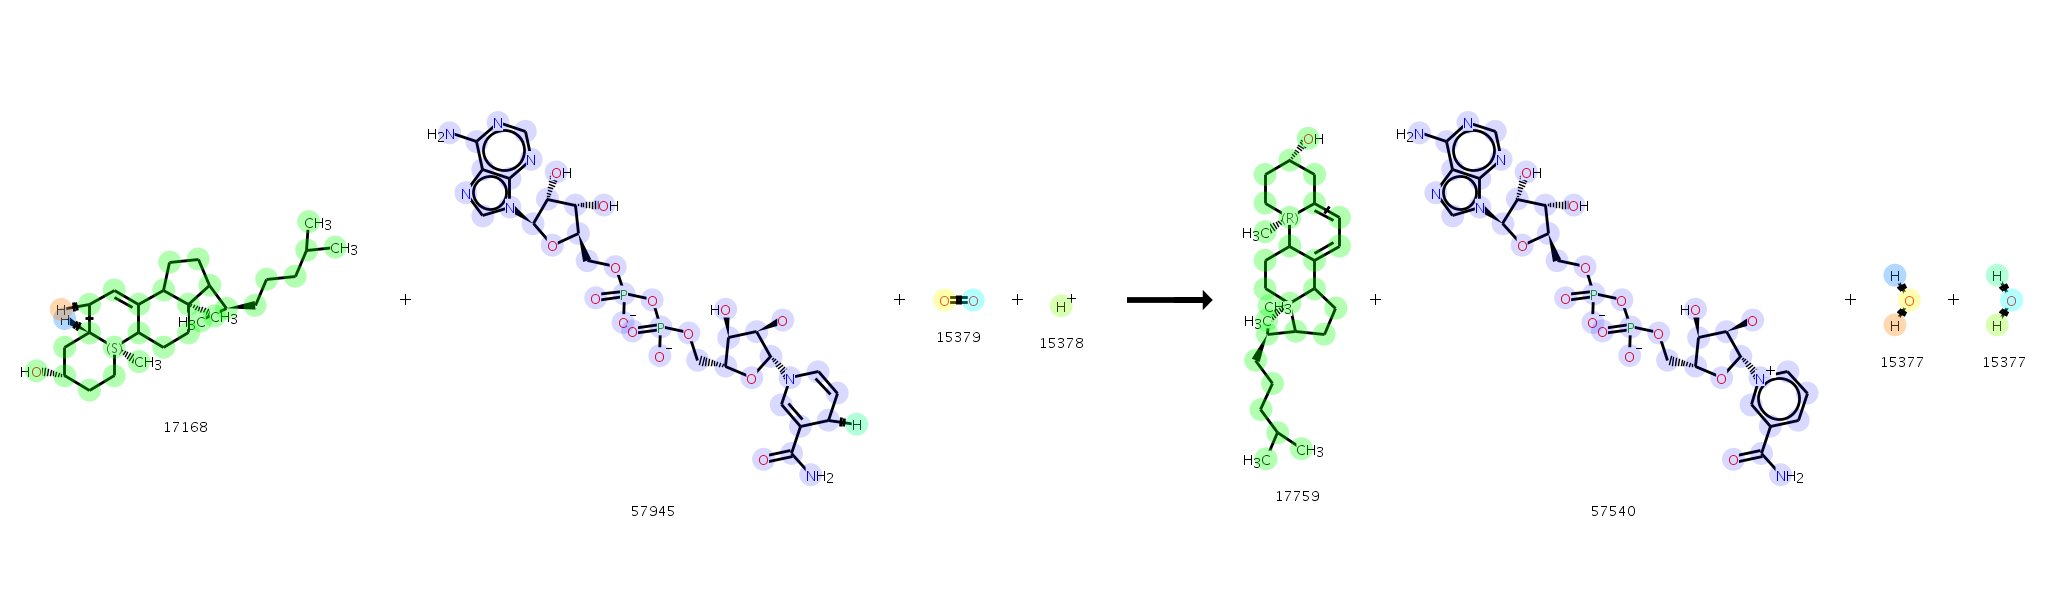 H
H
HO
(S)
CH3
H3C
CH3
CH3
CH3
17168
+
H2N
N
N
N
N
OH
OH
O
O
O
P
O
O−
O
P
O
O−
HO
O
O
N
H
O
NH2
57945
+
O
O
15379
+
H+
15378
OH
(R)
H3C
CH3
H3C
H3C
CH3
17759
+
H2N
N
N
N
N
OH
OH
O
O
O
P
O
O−
O
P
O
O−
HO
O
O
N+
O
NH2
57540
+
H
O
H
15377
+
H
O
H
15377